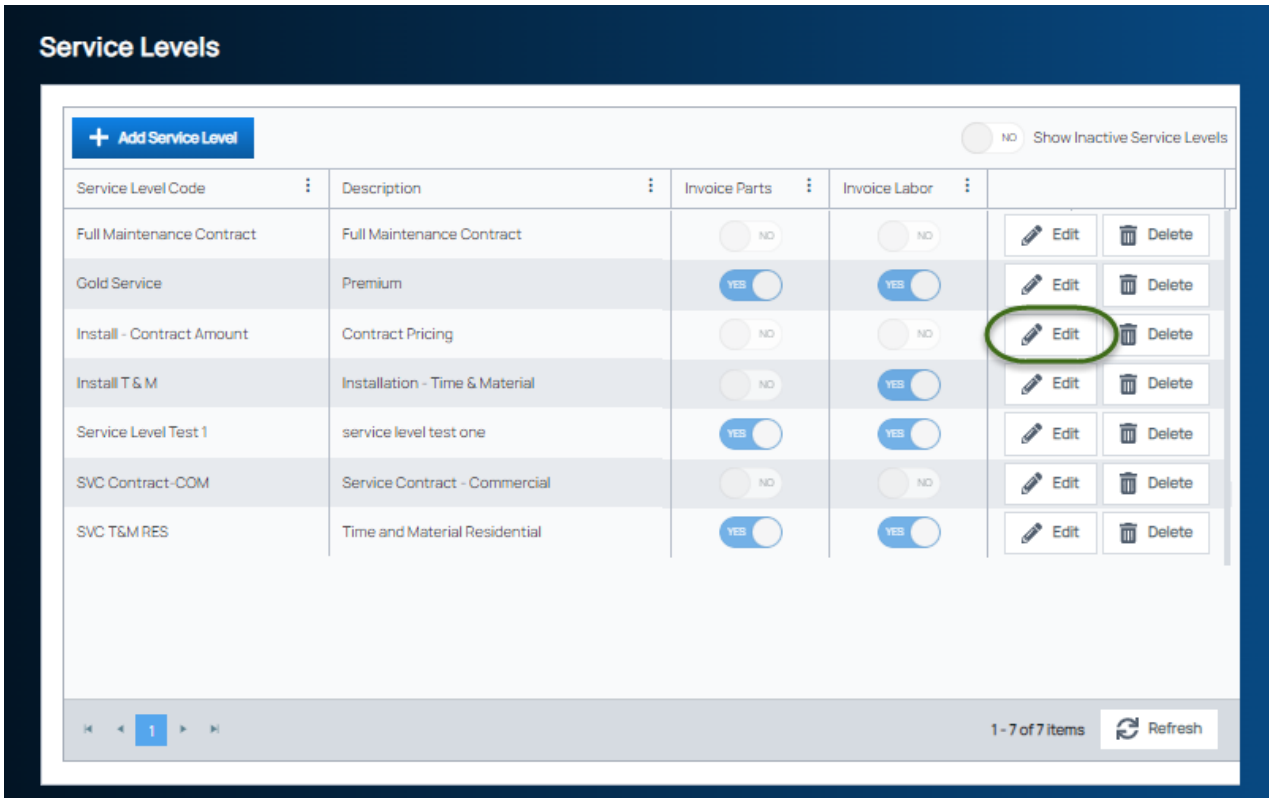 Service Levels
Add Service Level NO Show Inactive Service Levels
Service Level Code Description Invoice Parts Invoice Labor
Full Maintenance Contract Full Maintenance Contract NO NO Edit Delete
Gold Service Premium YES YES Edit Delete
Install - Contract Amount Contract Pricing NO NO Edit Delete
Install T & M Installation - Time & Material NO YES Edit Delete
Service Level Test 1 service level test one YES YES Edit Delete
SVC Contract-COM Service Contract - Commercial NO NO Edit Delete
SVC T&M RES Time and Material Residential YES YES Edit Delete
1 1 - 7 of 7 items Refresh